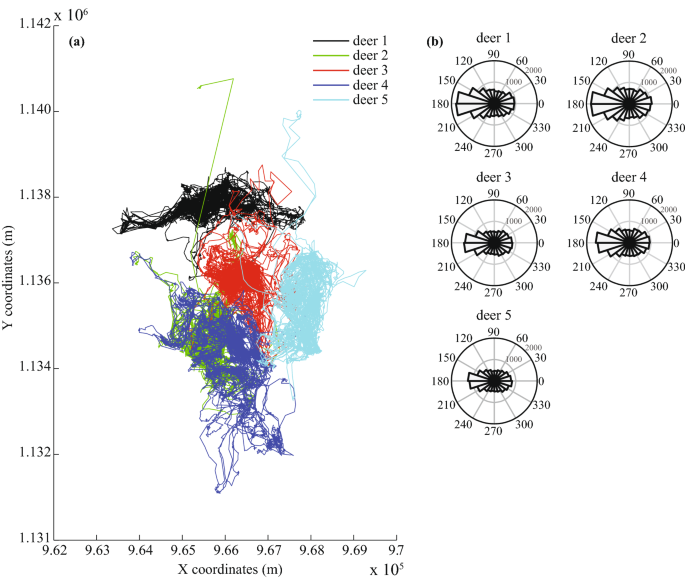 1.142 x 10⁶
(a)
deer 1
deer 2
deer 3
deer 4
deer 5
1.140
1.138
1.136
1.134
1.132
1.131
Y coordinates (m)
9.62 9.63 9.64 9.65 9.66 9.67 9.68 9.69 9.7
X coordinates (m) x 10⁵
(b)
deer 1
90
120 60
2000
150 1000 30
180 0
210 330
240 300
270
deer 2
90
120 60
2000
150 1000 30
180 0
210 330
240 300
270
deer 3
90
120 60
2000
150 1000 30
180 0
210 330
240 300
270
deer 4
90
120 60
2000
150 1000 30
180 0
210 330
240 300
270
deer 5
90
120 60
2000
150 1000 30
180 0
210 330
240 300
270